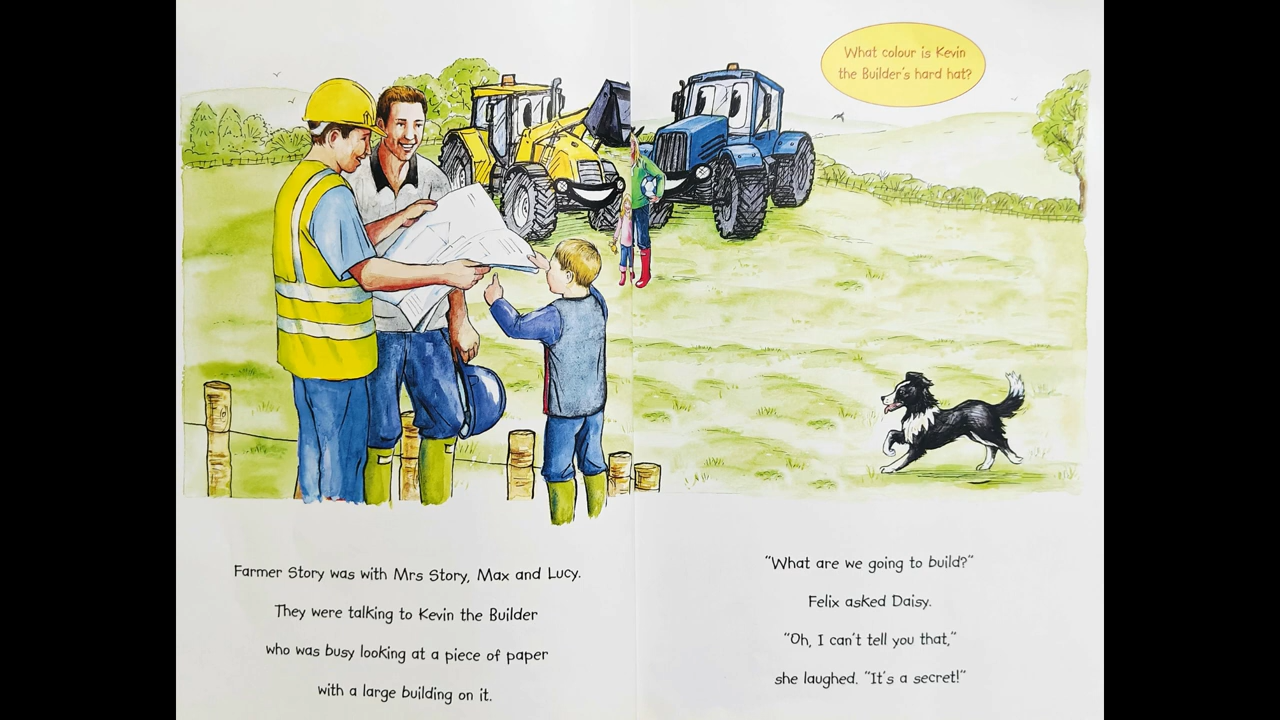 What colour is Kevin
the Builder's hard hat?
Farmer Story was with Mrs Story, Max and Lucy.
They were talking to Kevin the Builder
who was busy looking at a piece of paper
with a large building on it.
"What are we going to build?"
Felix asked Daisy.
"Oh, I can't tell you that,"
she laughed. "It's a secret!"